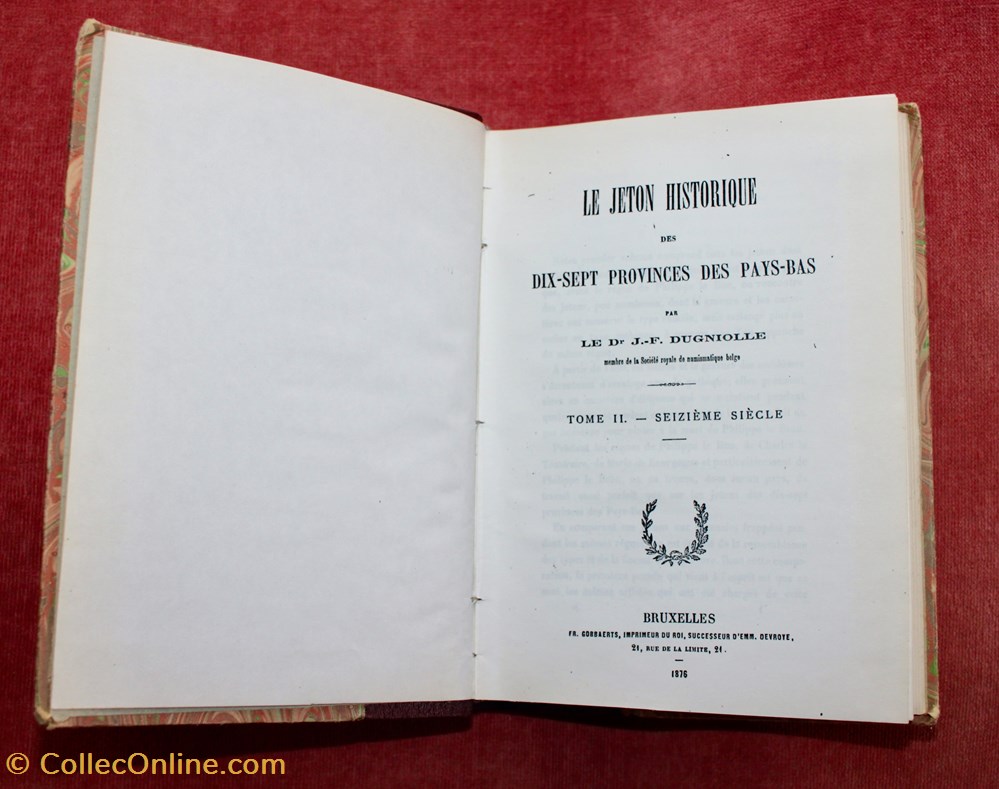 LE JETON HISTORIQUE
DES
DIX-SEPT PROVINCES DES PAYS-BAS
PAR
LE Dr J.-F. DUGNIOLLE
membre de la Société royale de numismatique belge
TOME II. — SEIZIÈME SIÈCLE
BRUXELLES
FR. GOBBAERTS, IMPRIMEUR DU ROI, SUCCESSEUR D'EMM. DEVROYE,
21, RUE DE LA LIMITE, 21.
1876
© CollecOnline.com